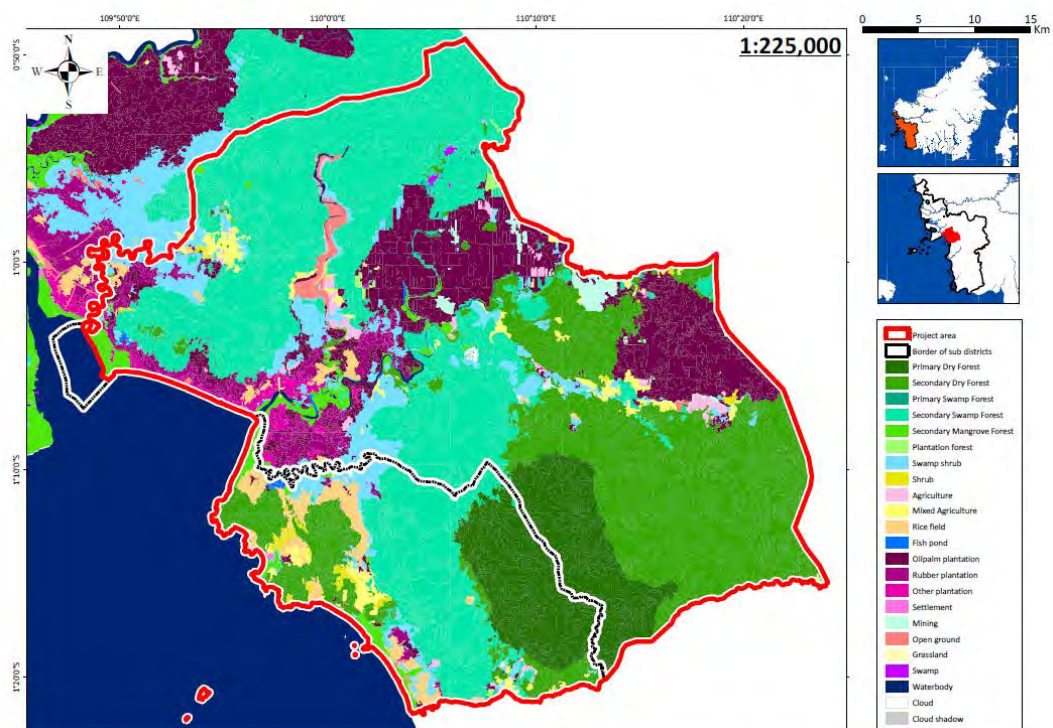 109°50'0"E 110°0'0"E 110°10'0"E 110°20'0"E
0 5 10 15
Km
N
W E
S
1:225,000
0°50'0"S
1°0'0"S
1°10'0"S
1°20'0"S
Project area
Border of sub districts
Primary Dry Forest
Secondary Dry Forest
Primary Swamp Forest
Secondary Swamp Forest
Secondary Mangrove Forest
Plantation forest
Swamp shrub
Shrub
Agriculture
Mixed Agriculture
Rice field
Fish pond
Oilpalm plantation
Rubber plantation
Other plantation
Settlement
Mining
Open ground
Grassland
Swamp
Waterbody
Cloud
Cloud shadow